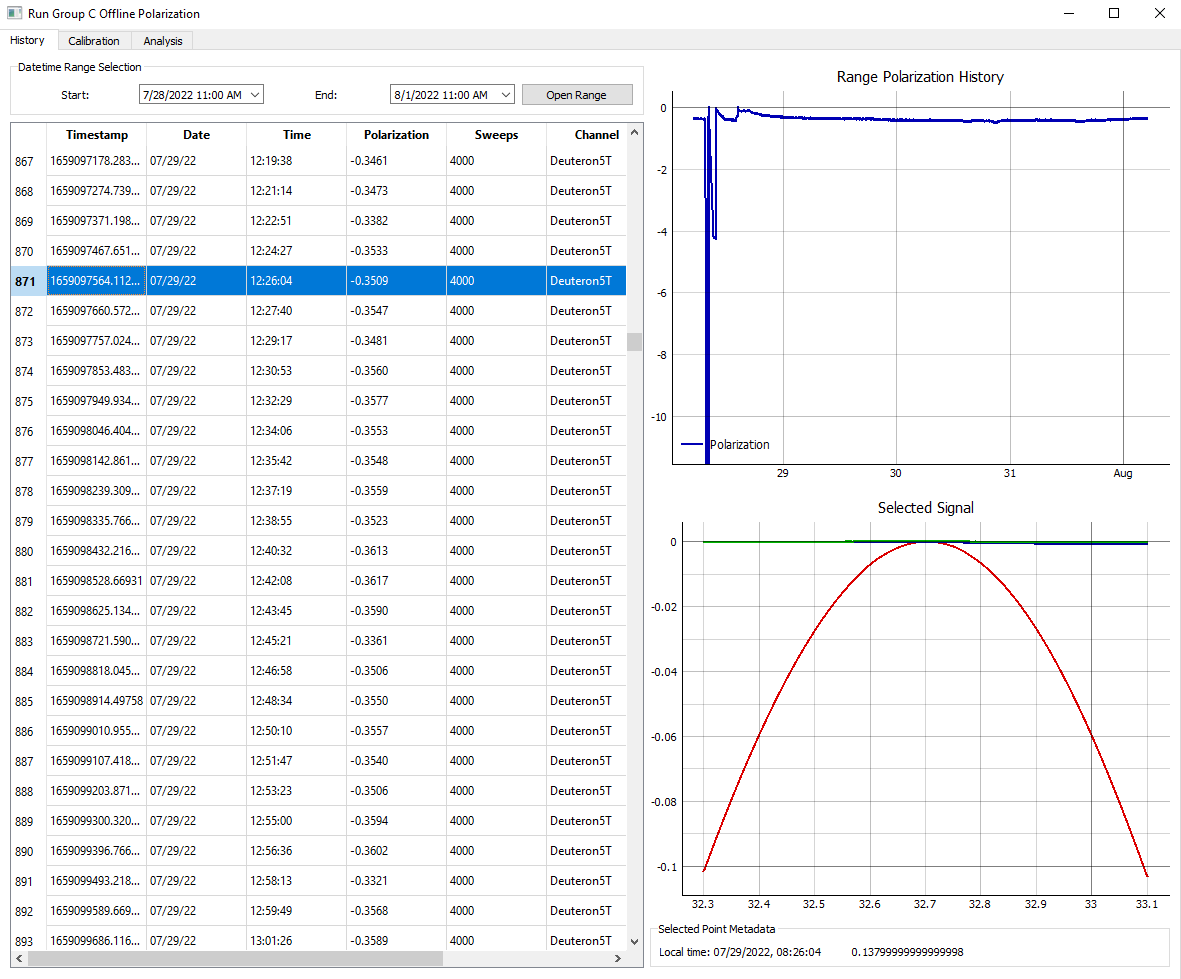 Run Group C Offline Polarization
History Calibration Analysis
Datetime Range Selection
Start: 7/28/2022 11:00 AM End: 8/1/2022 11:00 AM Open Range
Timestamp Date Time Polarization Sweeps Channel
867 1659097178.283... 07/29/22 12:19:38 -0.3461 4000 Deuteron5T
868 1659097274.739... 07/29/22 12:21:14 -0.3473 4000 Deuteron5T
869 1659097371.198... 07/29/22 12:22:51 -0.3382 4000 Deuteron5T
870 1659097467.651... 07/29/22 12:24:27 -0.3533 4000 Deuteron5T
871 1659097564.112... 07/29/22 12:26:04 -0.3509 4000 Deuteron5T
872 1659097660.572... 07/29/22 12:27:40 -0.3547 4000 Deuteron5T
873 1659097757.024... 07/29/22 12:29:17 -0.3481 4000 Deuteron5T
874 1659097853.483... 07/29/22 12:30:53 -0.3560 4000 Deuteron5T
875 1659097949.934... 07/29/22 12:32:29 -0.3577 4000 Deuteron5T
876 1659098046.404... 07/29/22 12:34:06 -0.3553 4000 Deuteron5T
877 1659098142.861... 07/29/22 12:35:42 -0.3548 4000 Deuteron5T
878 1659098239.309... 07/29/22 12:37:19 -0.3559 4000 Deuteron5T
879 1659098335.766... 07/29/22 12:38:55 -0.3523 4000 Deuteron5T
880 1659098432.216... 07/29/22 12:40:32 -0.3613 4000 Deuteron5T
881 1659098528.66931 07/29/22 12:42:08 -0.3617 4000 Deuteron5T
882 1659098625.134... 07/29/22 12:43:45 -0.3590 4000 Deuteron5T
883 1659098721.590... 07/29/22 12:45:21 -0.3361 4000 Deuteron5T
884 1659098818.045... 07/29/22 12:46:58 -0.3506 4000 Deuteron5T
885 1659098914.49758 07/29/22 12:48:34 -0.3550 4000 Deuteron5T
886 1659099010.955... 07/29/22 12:50:10 -0.3557 4000 Deuteron5T
887 1659099107.418... 07/29/22 12:51:47 -0.3540 4000 Deuteron5T
888 1659099203.871... 07/29/22 12:53:23 -0.3506 4000 Deuteron5T
889 1659099300.320... 07/29/22 12:55:00 -0.3594 4000 Deuteron5T
890 1659099396.766... 07/29/22 12:56:36 -0.3602 4000 Deuteron5T
891 1659099493.218... 07/29/22 12:58:13 -0.3321 4000 Deuteron5T
892 1659099589.669... 07/29/22 12:59:49 -0.3568 4000 Deuteron5T
893 1659099686.116... 07/29/22 13:01:26 -0.3589 4000 Deuteron5T
Range Polarization History
0
-2
-4
-6
-8
-10
Polarization
29 30 31 Aug
Selected Signal
0
-0.02
-0.04
-0.06
-0.08
-0.1
32.3 32.4 32.5 32.6 32.7 32.8 32.9 33 33.1
Selected Point Metadata
Local time: 07/29/2022, 08:26:04 0.13799999999999998